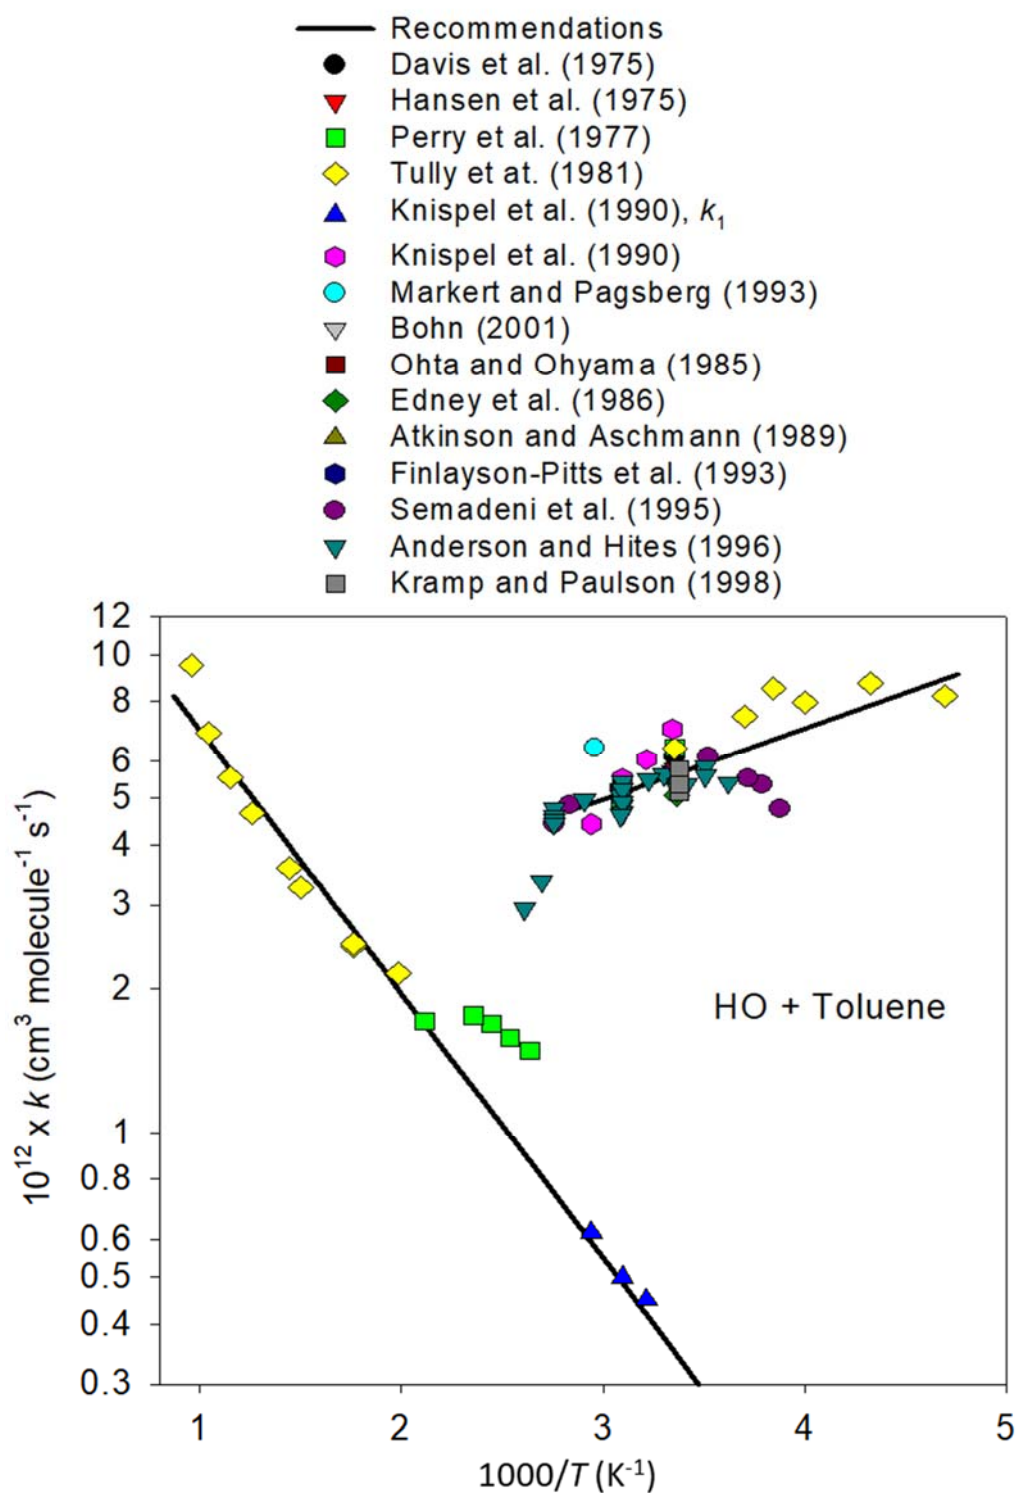 Recommendations
Davis et al. (1975)
Hansen et al. (1975)
Perry et al. (1977)
Tully et at. (1981)
Knispel et al. (1990), k₁
Knispel et al. (1990)
Markert and Pagsberg (1993)
Bohn (2001)
Ohta and Ohyama (1985)
Edney et al. (1986)
Atkinson and Aschmann (1989)
Finlayson-Pitts et al. (1993)
Semadeni et al. (1995)
Anderson and Hites (1996)
Kramp and Paulson (1998)
12
10
8
6
5
4
3
2
1
0.8
0.6
0.5
0.4
0.3
10¹² x k (cm³ molecule⁻¹ s⁻¹)
HO + Toluene
1 2 3 4 5
1000/T (K⁻¹)